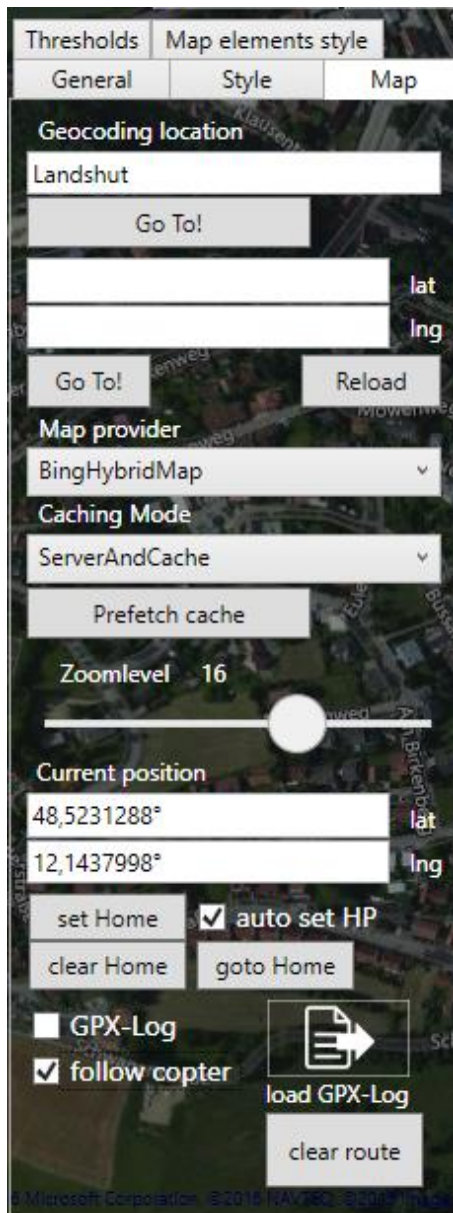 Thresholds Map elements style
General Style Map
Geocoding location
Landshut
Go To!
lat
lng
Go To! Reload
Map provider
BingHybridMap
Caching Mode
ServerAndCache
Prefetch cache
Zoomlevel 16
Current position
48,5231288° lat
12,1437998° lng
set Home auto set HP
clear Home goto Home
GPX-Log
follow copter
load GPX-Log
clear route
Microsoft Corporation, ©2016 NAVTEQ,